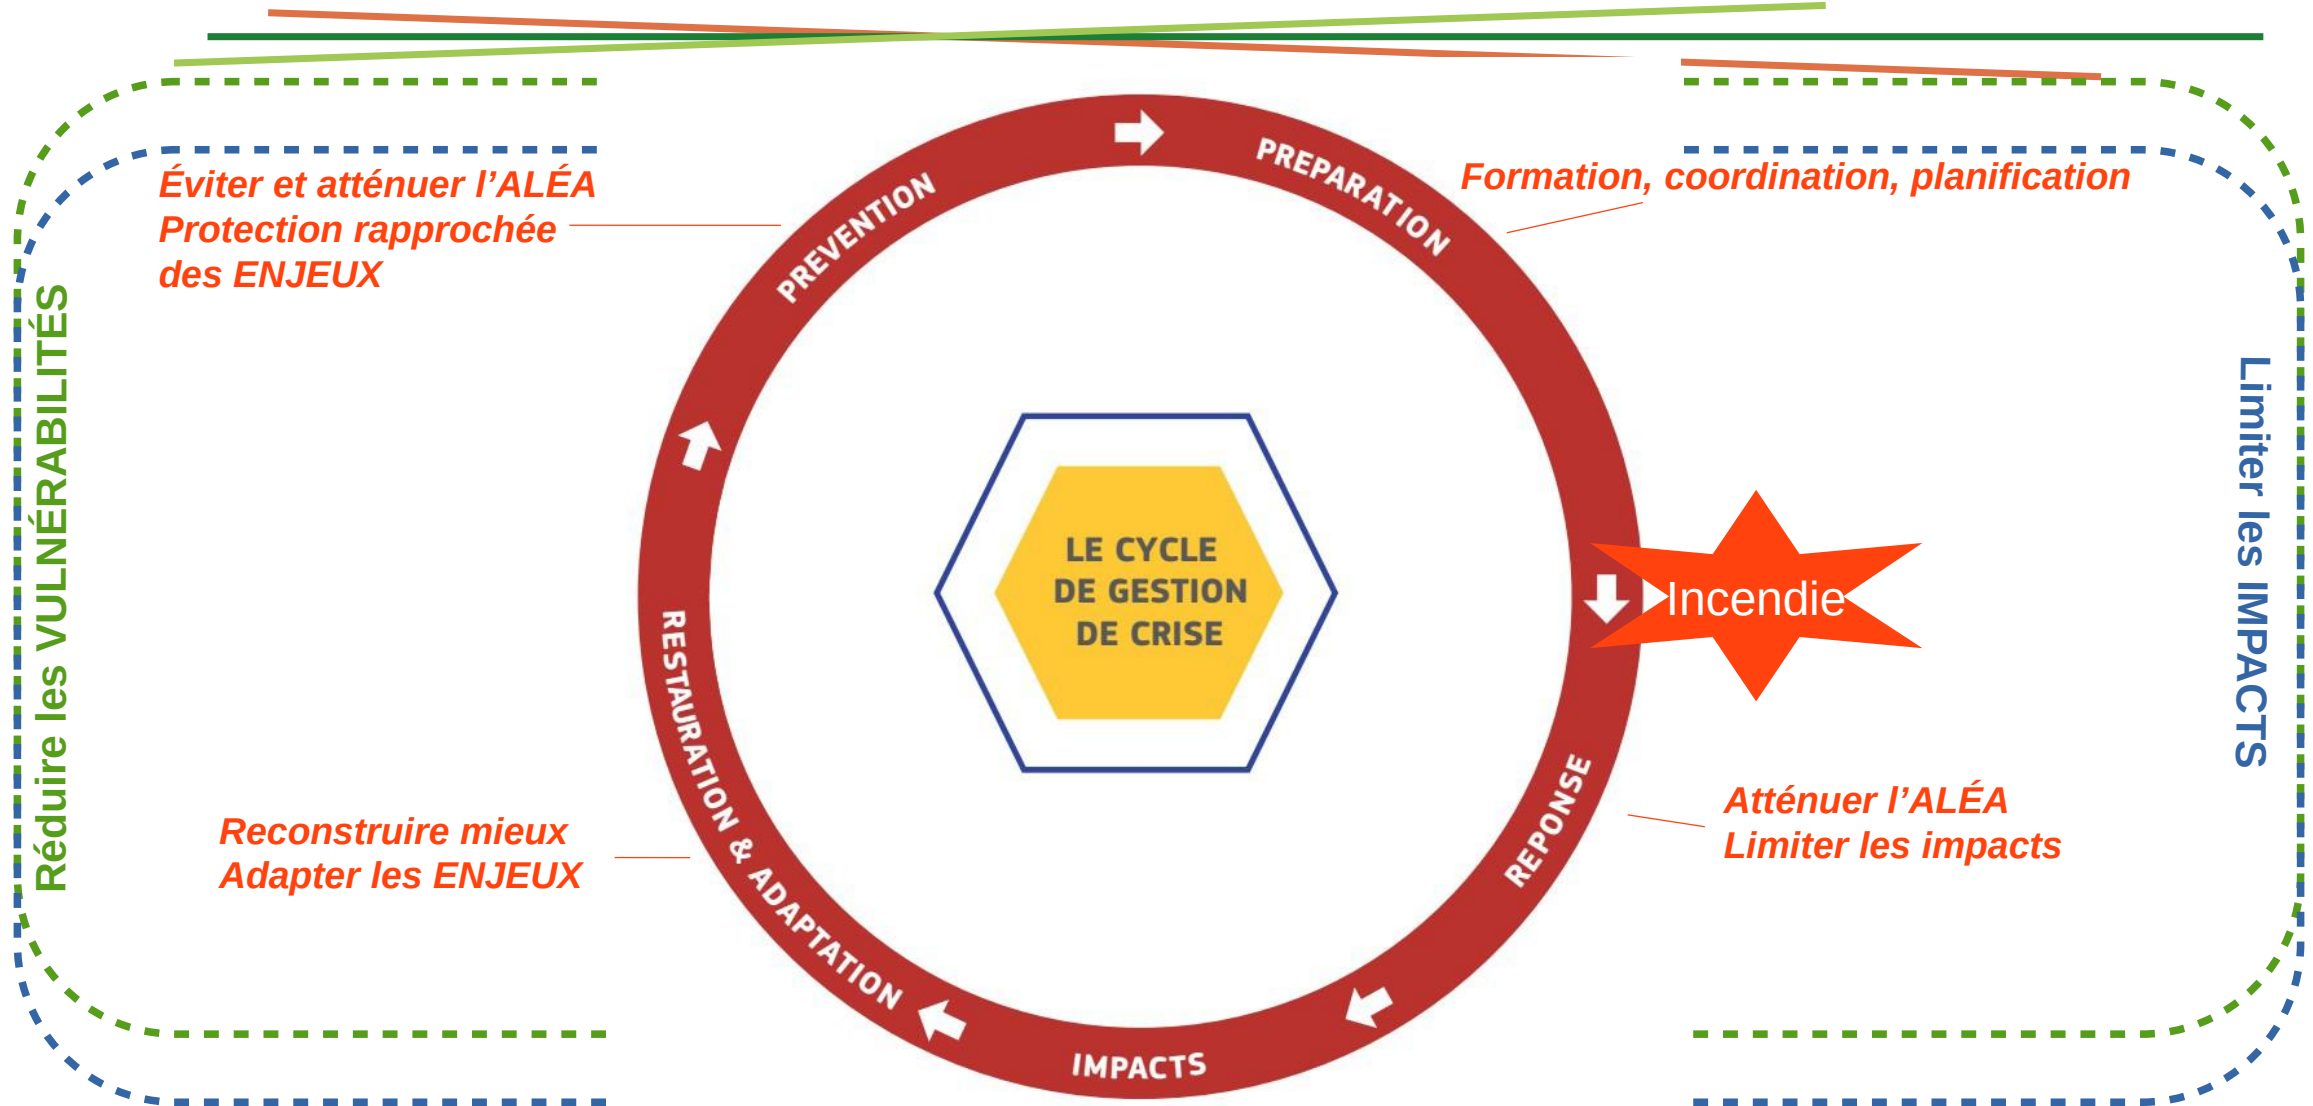 Éviter et atténuer l’ALÉA
Protection rapprochée
des ENJEUX
Formation, coordination, planification
PREVENTION
PREPARATION
Réduire les VULNÉRABILITÉS
Limiter les IMPACTS
LE CYCLE
DE GESTION
DE CRISE
Incendie
Reconstruire mieux
Adapter les ENJEUX
RESTAURATION & ADAPTATION
REPONSE
Atténuer l’ALÉA
Limiter les impacts
IMPACTS